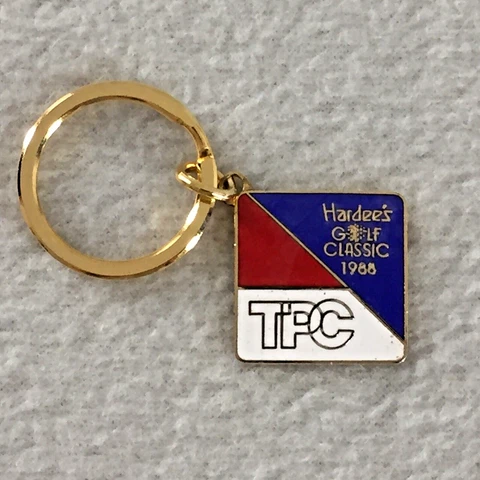 Hardee's
GOLF
CLASSIC
1988
TPC